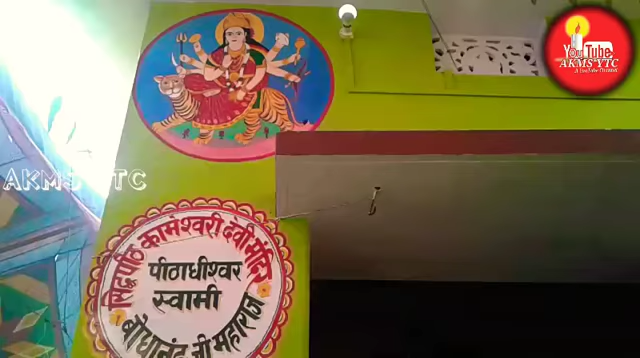 YouTube
AKMS YTC
AKMS YTC
सिद्धपीठ कामेश्वरी देवी मंदिर
पीठाधीश्वर
स्वामी
बोधानंद जी महाराज